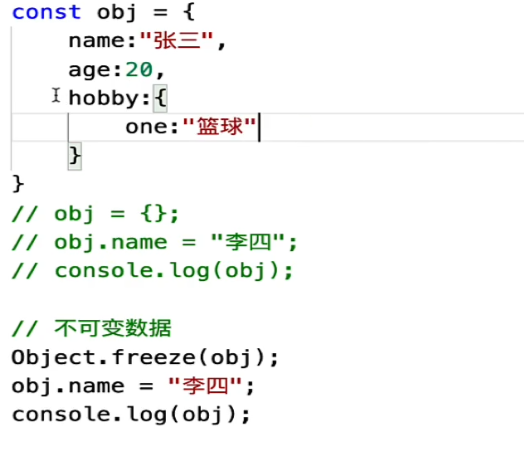 const obj = {
    name:"张三",
    age:20,
    hobby:{
        one:"篮球"
    }
}
// obj = {};
// obj.name = "李四";
// console.log(obj);

// 不可变数据
Object.freeze(obj);
obj.name = "李四";
console.log(obj);